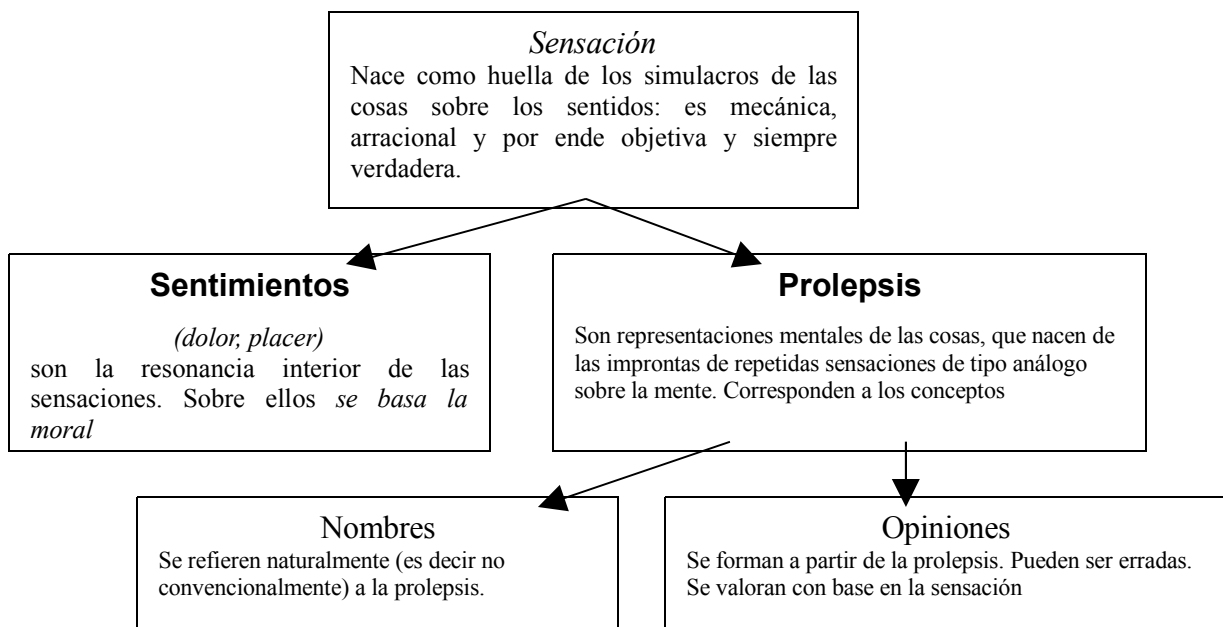 Sensación
Nace como huella de los simulacros de las
cosas sobre los sentidos: es mecánica,
arracional y por ende objetiva y siempre
verdadera.
Sentimientos
(dolor, placer)
son la resonancia interior de las
sensaciones. Sobre ellos se basa la
moral
Prolepsis
Son representaciones mentales de las cosas, que nacen de
las improntas de repetidas sensaciones de tipo análogo
sobre la mente. Corresponden a los conceptos
Nombres
Se refieren naturalmente (es decir no
convencionalmente) a la prolepsis.
Opiniones
Se forman a partir de la prolepsis. Pueden ser erradas.
Se valoran con base en la sensación